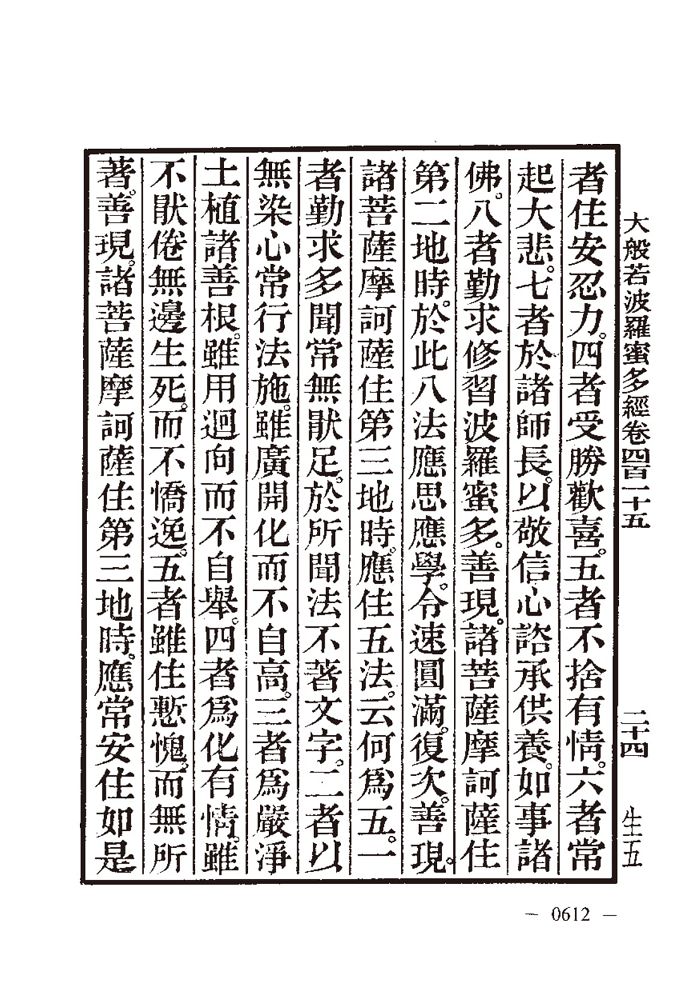 大般若波羅蜜多經卷四百二十五 二十四 生五
者住安忍力。四者受勝歡喜。五者不捨有情。六者常
起大悲。七者於諸師長。以敬信心諮承供養。如事諸
佛。八者勤求修習波羅蜜多。善現。諸菩薩摩訶薩住
第二地時。於此八法應思應學。令速圓滿。復次。善現。
諸菩薩摩訶薩住第三地時。應住五法。云何為五。一
者勤求多聞常無猒足。於所聞法不著文字。二者以
無染心常行法施。雖廣開化而不自高。三者為嚴淨
土植諸善根。雖用迴向而不自舉。四者為化有情。雖
不猒倦無邊生死。而不憍逸。五者雖住慙愧。而無所
著。善現。諸菩薩摩訶薩住第三地時。應常安住如是
— 0612 —